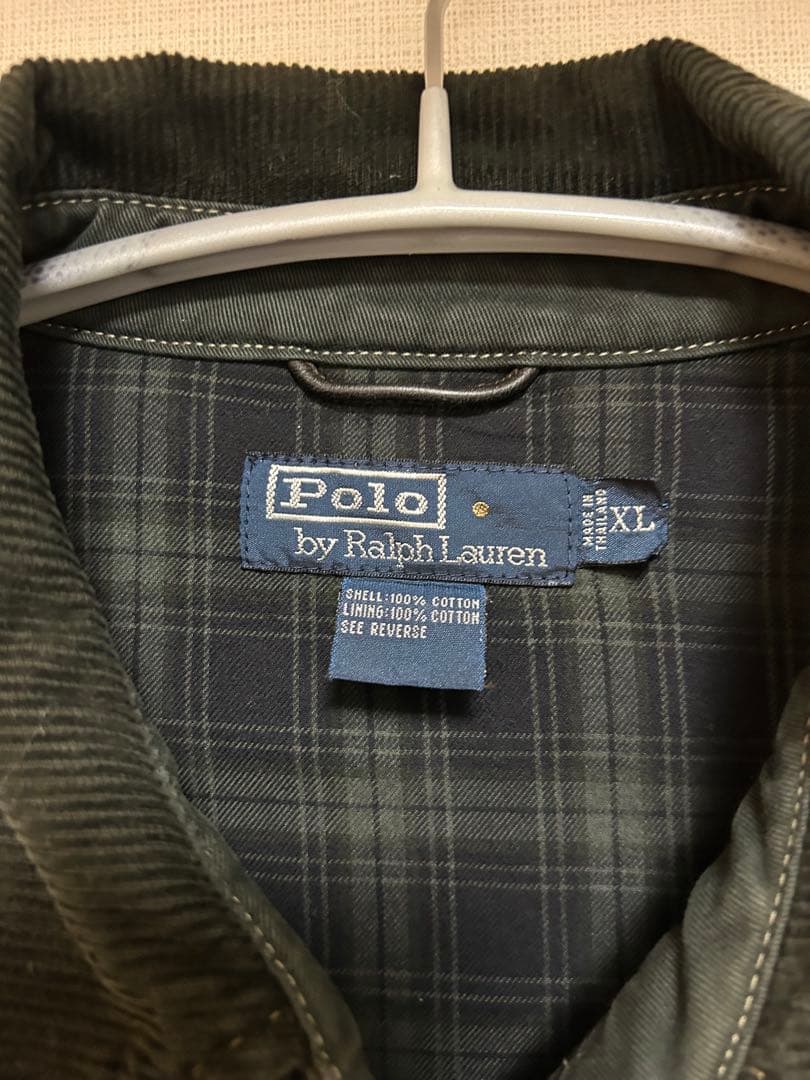 Polo
by Ralph Lauren
MADE IN
THAILAND
XL
SHELL:100% COTTON
LINING:100% COTTON
SEE REVERSE